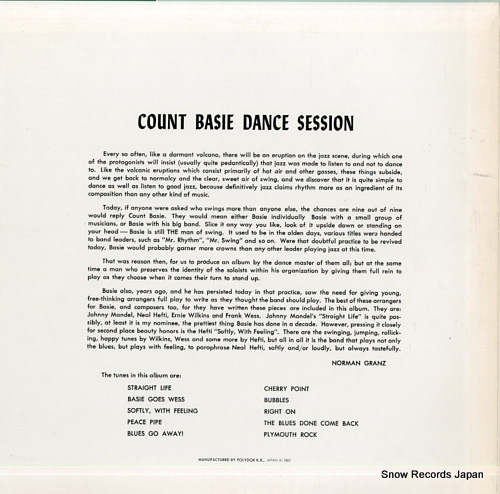 COUNT BASIE DANCE SESSION
Every so often, like a dormant volcano, there will be an eruption on the jazz scene, during which one
of the protagonists will insist (usually quite pedantically) that jazz was made to listen to and not to dance
to. Like the volcanic eruptions which consist primarily of hot air and other gasses, these things subside,
and we get back to normalcy and the clear, sweet air of swing, and we discover that it is quite simple to
dance as well as listen to good jazz, because definitively jazz claims rhythm more as an ingredient of its
composition than any other kind of music.
Today, if anyone were asked who swings more than anyone else, the chances are nine out of nine
would reply Count Basie. They would mean either Basie individually Basie with a small group of
musicians, or Basie with his big band. Slice it any way you like, look of it upside down or standing on
your head — Basie is still THE man of swing. It used to be in the olden days, various titles were handed
to band leaders, such as "Mr. Rhythm", "Mr. Swing" and so on. Were that doubtful practice to be revived
today, Basie would probably garner more crowns than any other leader playing jazz at this time.
That was reason then, for us to produce an album by the dance master of them all; but at the same
time a man who preserves the identity of the soloists within his organization by giving them full rein to
play as they choose when it comes their turn to stand up.
Basie also, years ago, and he has persisted today in that practice, saw the need for giving young,
free-thinking arrangers full play to write as they thought the band should play. The best of these arrangers
for Basie, and composers too, for they have written these pieces are included in this album. They are:
Johnny Mandel, Neal Hefti, Ernie Wilkins and Frank Wess. Johnny Mandel's "Straight Life" is quite pos-
sibly, at least it is my nominee, the prettiest thing Basie has done in a decade. However, pressing it closely
for second place beauty honors is the Hefti "Softly, With Feeling". There are the swinging, jumping, rollick-
ing, happy tunes by Wilkins, Wess and some more by Hefti, but all in all it is the band that plays not only
the blues, but plays with feeling, to paraphrase Neal Hefti, softly and/or loudly, but always tastefully.
NORMAN GRANZ
The tunes in this album are:
STRAIGHT LIFE
BASIE GOES WESS
SOFTLY, WITH FEELING
PEACE PIPE
BLUES GO AWAY!
CHERRY POINT
BUBBLES
RIGHT ON
THE BLUES DONE COME BACK
PLYMOUTH ROCK
MANUFACTURED BY POLYDOR K.K., JAPAN
Snow Records Japan